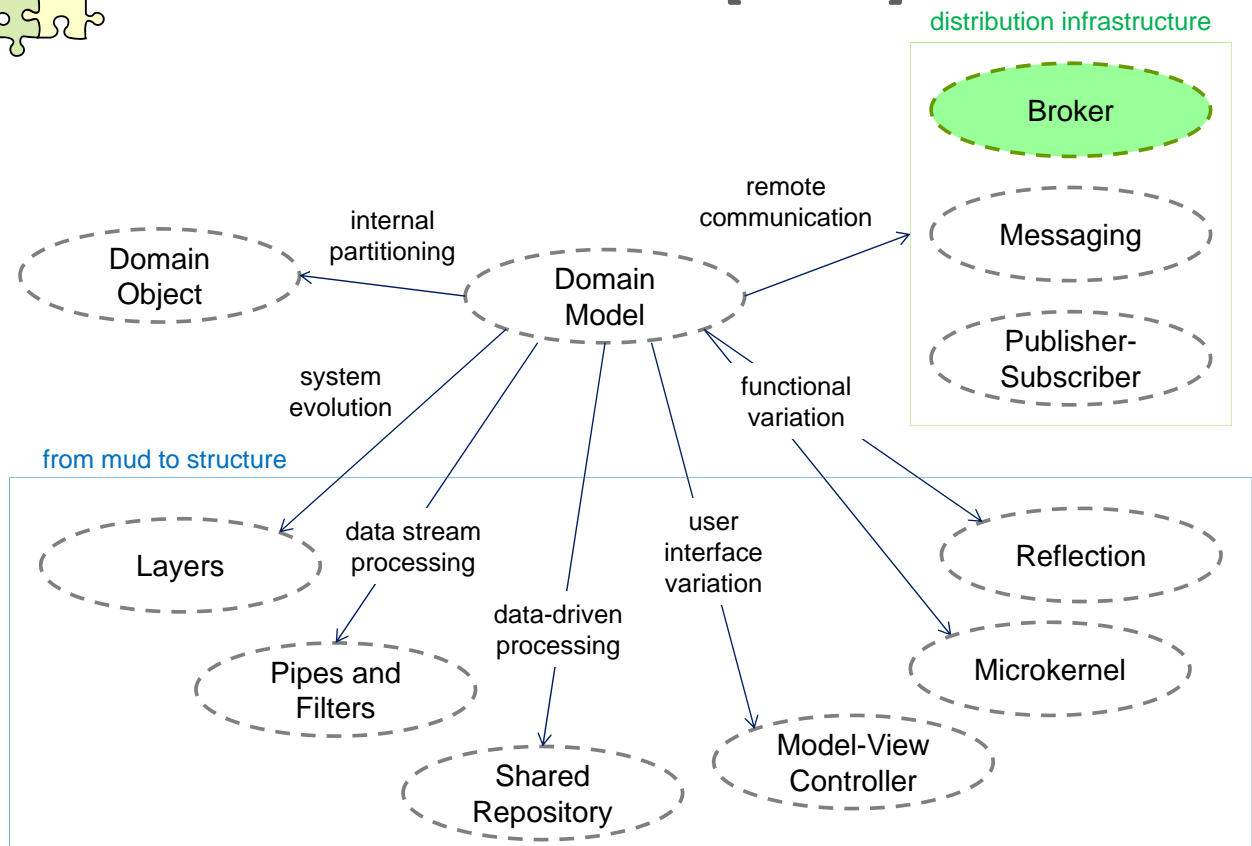 distribution infrastructure
Broker
remote
communication
Messaging
internal
partitioning
Domain
Object
Domain
Model
Publisher-
Subscriber
system
evolution
functional
variation
from mud to structure
Layers
data stream
processing
user
interface
variation
Reflection
data-driven
processing
Pipes and
Filters
Microkernel
Model-View
Controller
Shared
Repository